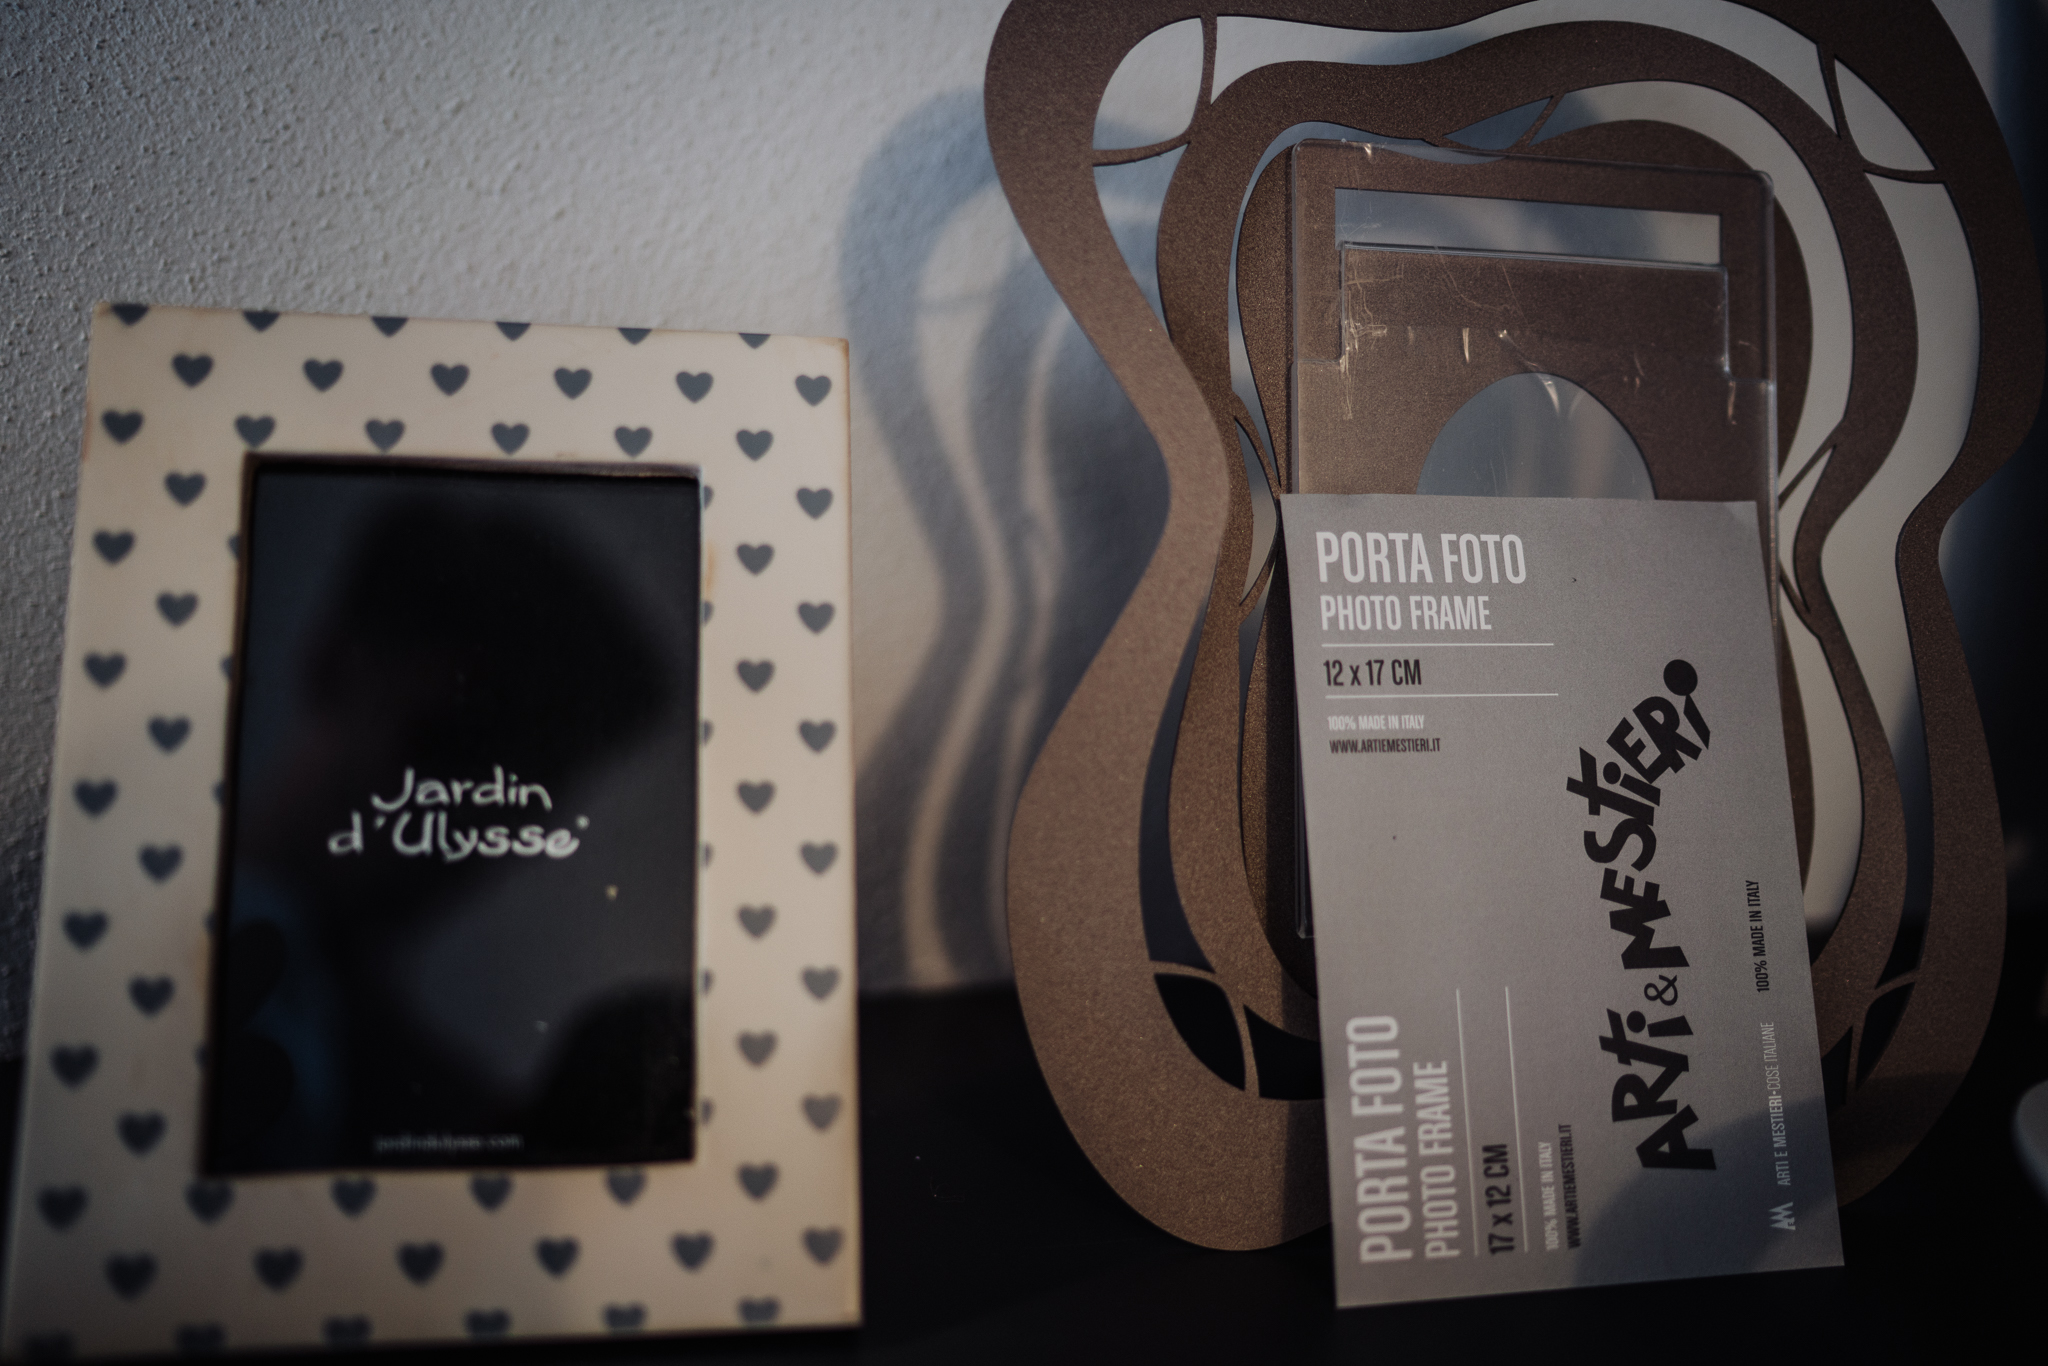 Jardin
d'Ulysse
jardindulysse.com
PORTA FOTO
PHOTO FRAME
12 x 17 CM
100% MADE IN ITALY
WWW.ARTIEMESTIERI.IT
ARTi & MESTiERi
PORTA FOTO
PHOTO FRAME
17 x 12 CM
100% MADE IN ITALY
WWW.ARTIEMESTIERI.IT
100% MADE IN ITALY
ARTI E MESTIERI-COSE ITALIANE